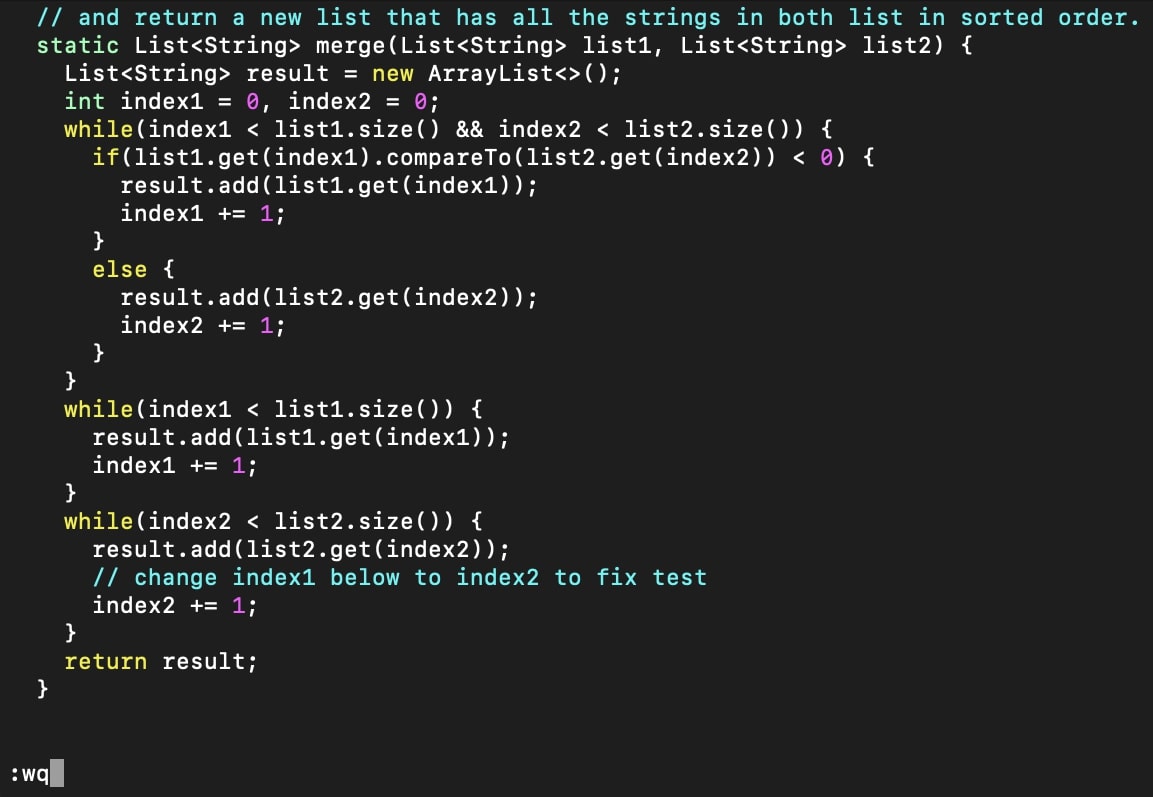 // and return a new list that has all the strings in both list in sorted order.
static List<String> merge(List<String> list1, List<String> list2) {
  List<String> result = new ArrayList<>();
  int index1 = 0, index2 = 0;
  while(index1 < list1.size() && index2 < list2.size()) {
    if(list1.get(index1).compareTo(list2.get(index2)) < 0) {
      result.add(list1.get(index1));
      index1 += 1;
    }
    else {
      result.add(list2.get(index2));
      index2 += 1;
    }
  }
  while(index1 < list1.size()) {
    result.add(list1.get(index1));
    index1 += 1;
  }
  while(index2 < list2.size()) {
    result.add(list2.get(index2));
    // change index1 below to index2 to fix test
    index2 += 1;
  }
  return result;
}
:wq